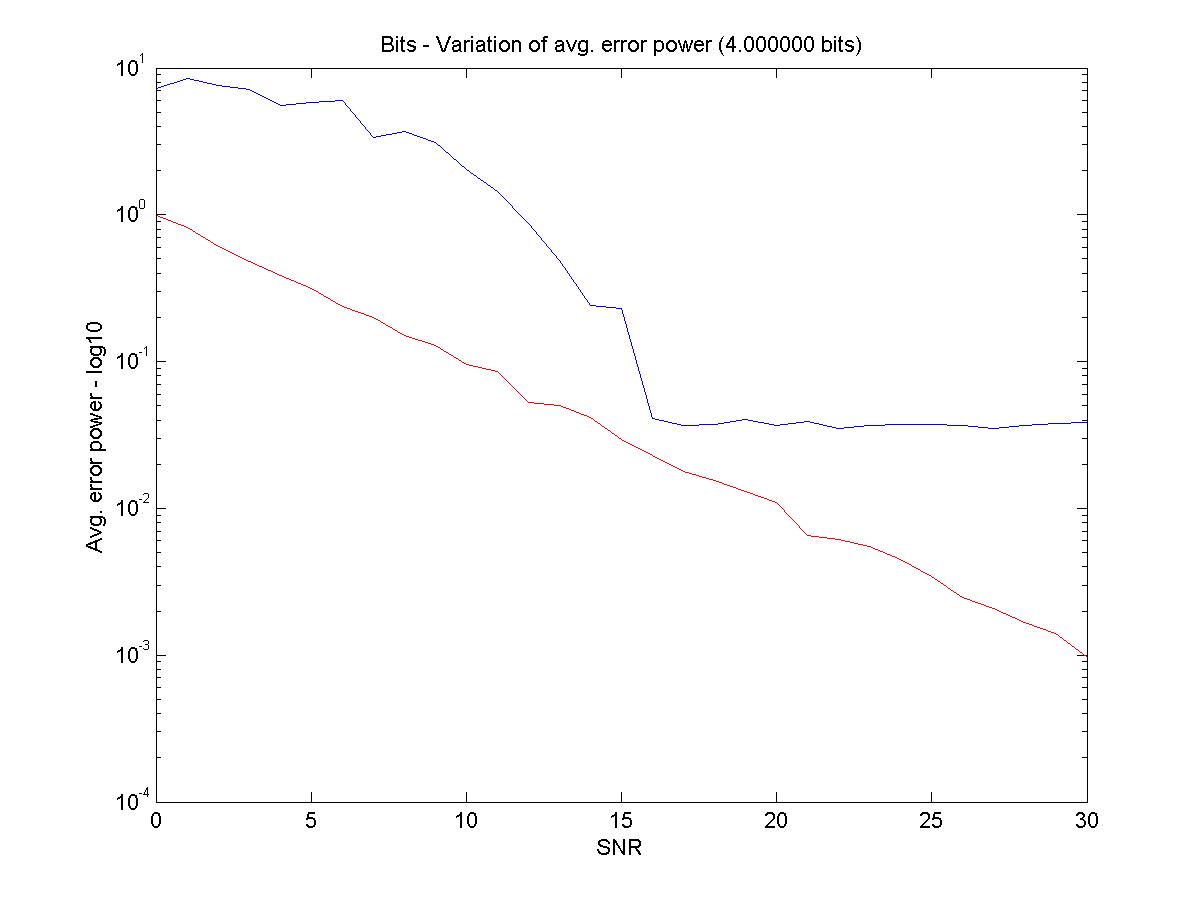 Bits - Variation of avg. error power (4.000000 bits)
10^1
10^0
10^-1
10^-2
10^-3
10^-4
Avg. error power - log10
0 5 10 15 20 25 30
SNR